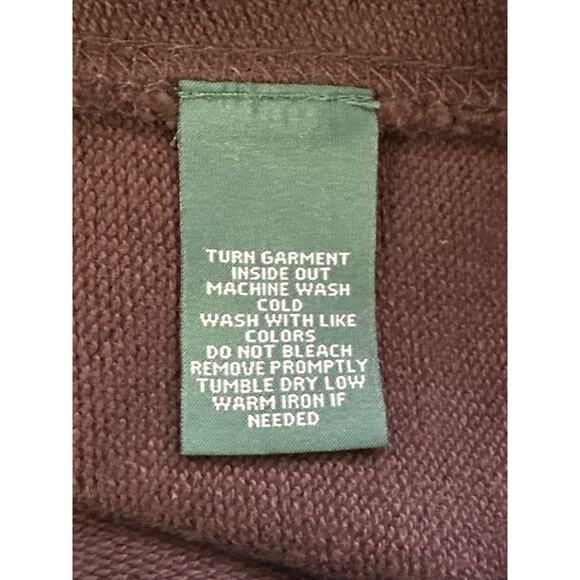 TURN GARMENT
INSIDE OUT
MACHINE WASH
COLD
WASH WITH LIKE
COLORS
DO NOT BLEACH
REMOVE PROMPTLY
TUMBLE DRY LOW
WARM IRON IF
NEEDED